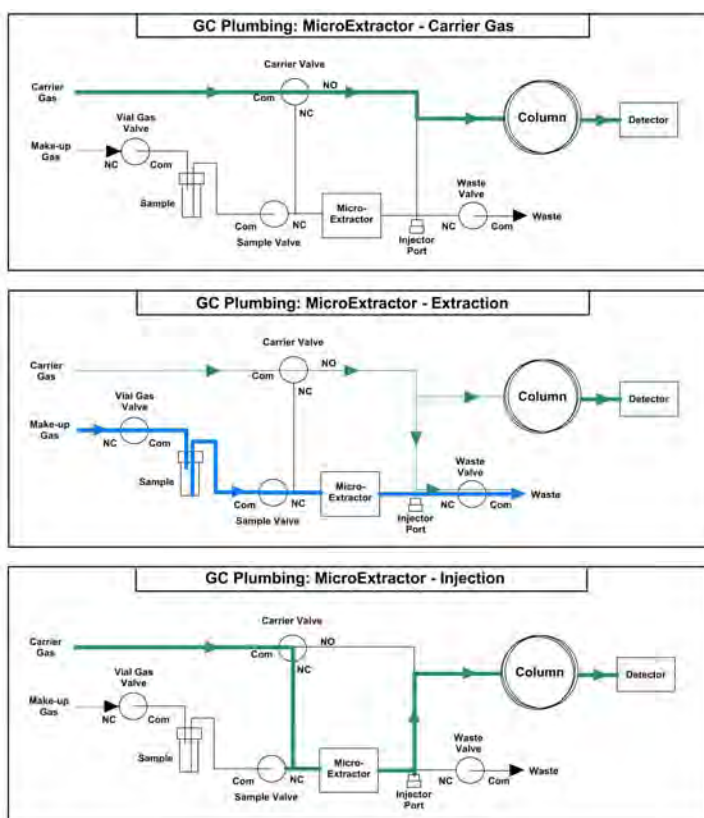 GC Plumbing: MicroExtractor - Carrier Gas
Carrier Valve
Carrier
Gas
NO
Com
NC
Column
Detector
Vial Gas
Valve
Make-up
Gas
NC
Com
Sample
Waste
Valve
Micro-
Extractor
Com
NC
Sample Valve
Injector
Port
NC
Com
Waste
GC Plumbing: MicroExtractor - Extraction
Carrier Valve
Carrier
Gas
NO
Com
NC
Column
Detector
Vial Gas
Valve
Make-up
Gas
NC
Com
Sample
Waste
Valve
Micro-
Extractor
Com
NC
Sample Valve
Injector
Port
NC
Com
Waste
GC Plumbing: MicroExtractor - Injection
Carrier Valve
Carrier
Gas
NO
Com
NC
Column
Detector
Vial Gas
Valve
Make-up
Gas
NC
Com
Sample
Waste
Valve
Micro-
Extractor
Com
NC
Sample Valve
Injector
Port
NC
Com
Waste